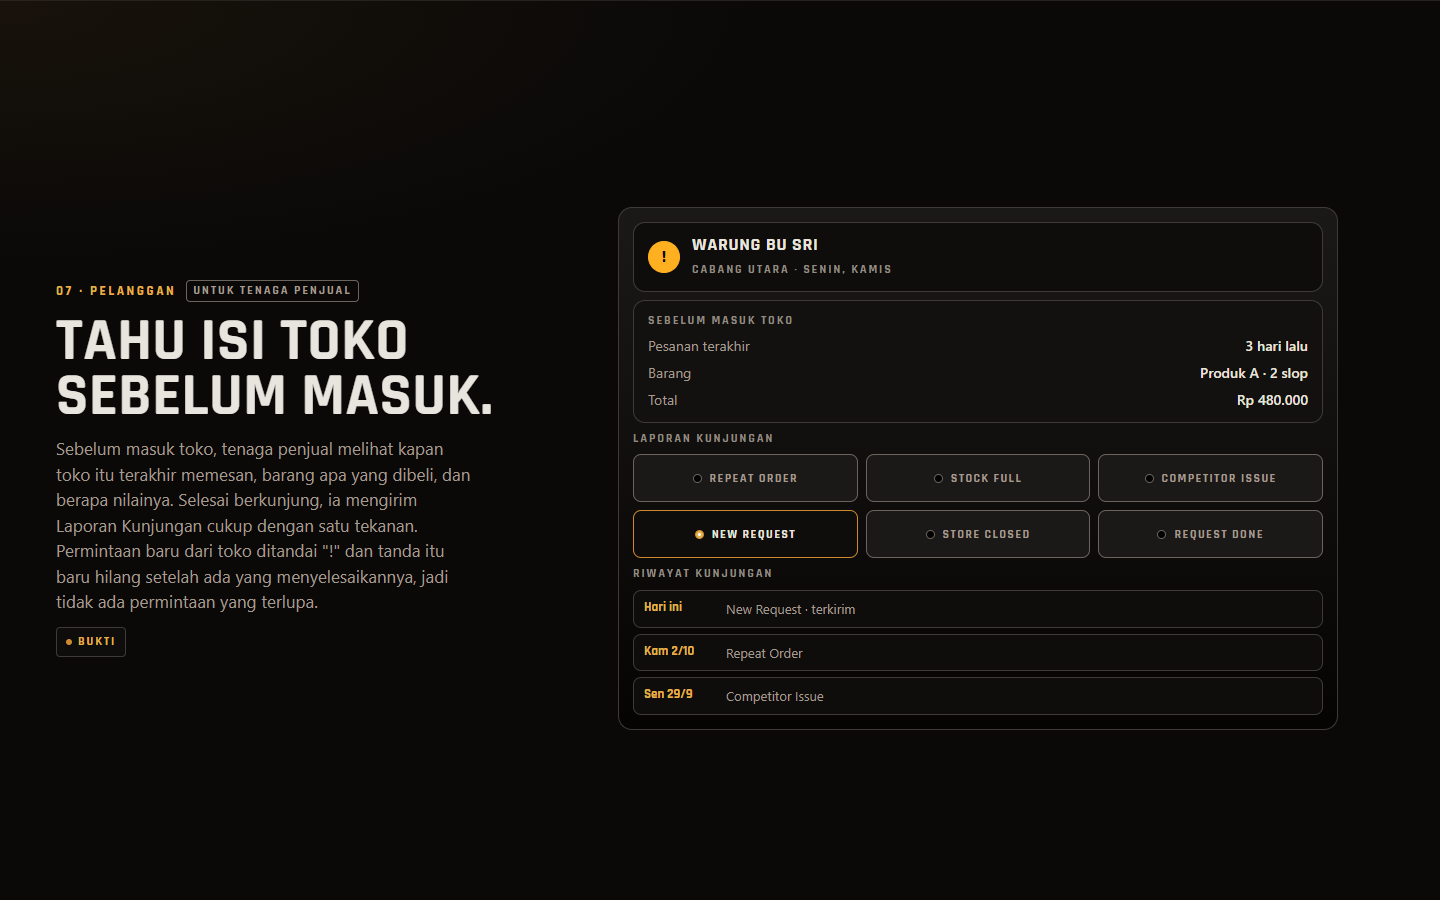 07 · PELANGGAN UNTUK TENAGA PENJUAL
TAHU ISI TOKO
SEBELUM MASUK.
Sebelum masuk toko, tenaga penjual melihat kapan
toko itu terakhir memesan, barang apa yang dibeli, dan
berapa nilainya. Selesai berkunjung, ia mengirim
Laporan Kunjungan cukup dengan satu tekanan.
Permintaan baru dari toko ditandai "!" dan tanda itu
baru hilang setelah ada yang menyelesaikannya, jadi
tidak ada permintaan yang terlupa.
BUKTI
!
WARUNG BU SRI
CABANG UTARA · SENIN, KAMIS
SEBELUM MASUK TOKO
Pesanan terakhir 3 hari lalu
Barang Produk A · 2 slop
Total Rp 480.000
LAPORAN KUNJUNGAN
REPEAT ORDER STOCK FULL COMPETITOR ISSUE
NEW REQUEST STORE CLOSED REQUEST DONE
RIWAYAT KUNJUNGAN
Hari ini New Request · terkirim
Kam 2/10 Repeat Order
Sen 29/9 Competitor Issue